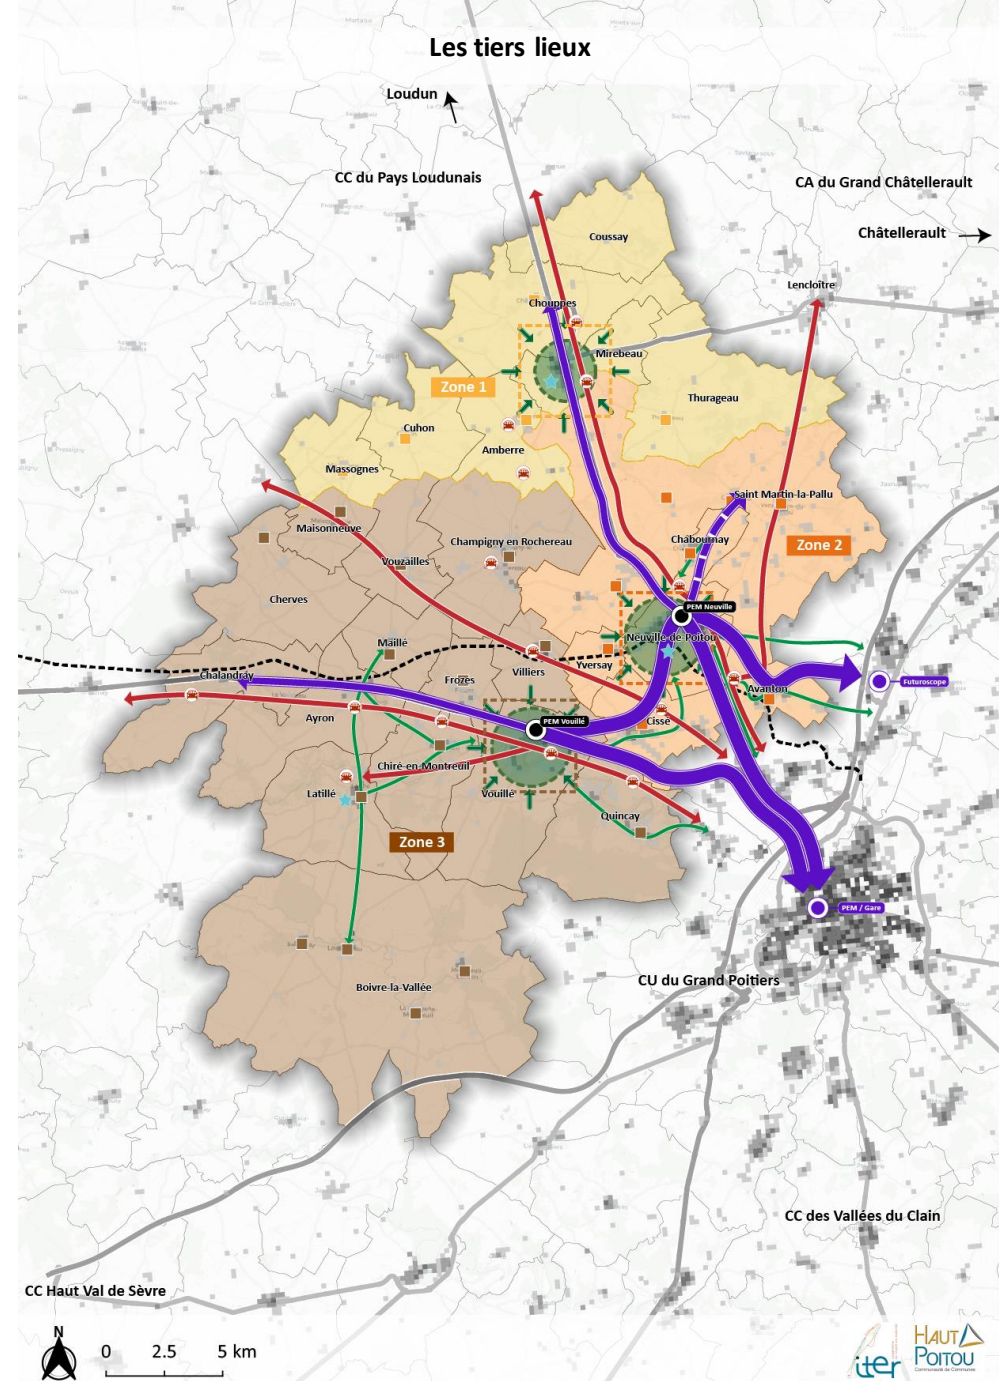 Les tiers lieux
Loudun
CC du Pays Loudunais
CA du Grand Châtellerault
Châtellerault
Coussay
Lencloître
Chouppes
Mirebeau
Zone 1
Thurageau
Cuhon
Amberre
Massognes
Saint Martin-la-Pallu
Maisonneuve
Chabournay
Zone 2
Champigny en Rochereau
Vouzailles
Cherves
PEM Neuville
Neuville-de-Poitou
Maillé
Yversay
Villiers
Chalandray
Frozes
Futuroscope
Avanton
Ayron
PEM Vouillé
Cissé
Chiré-en-Montreuil
Latillé
Vouillé
Quincay
Zone 3
PEM / Gare
CU du Grand Poitiers
Boivre-la-Vallée
CC des Vallées du Clain
CC Haut Val de Sèvre
N
0 2.5 5 km
iter
HAUT
POITOU
Communauté de Communes